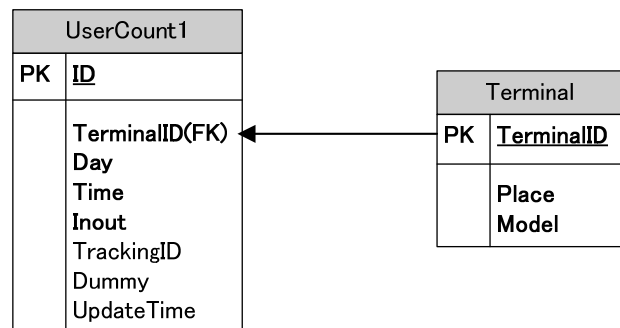 UserCount1
PK ID
TerminalID(FK)
Day
Time
Inout
TrackingID
Dummy
UpdateTime
Terminal
PK TerminalID
Place
Model